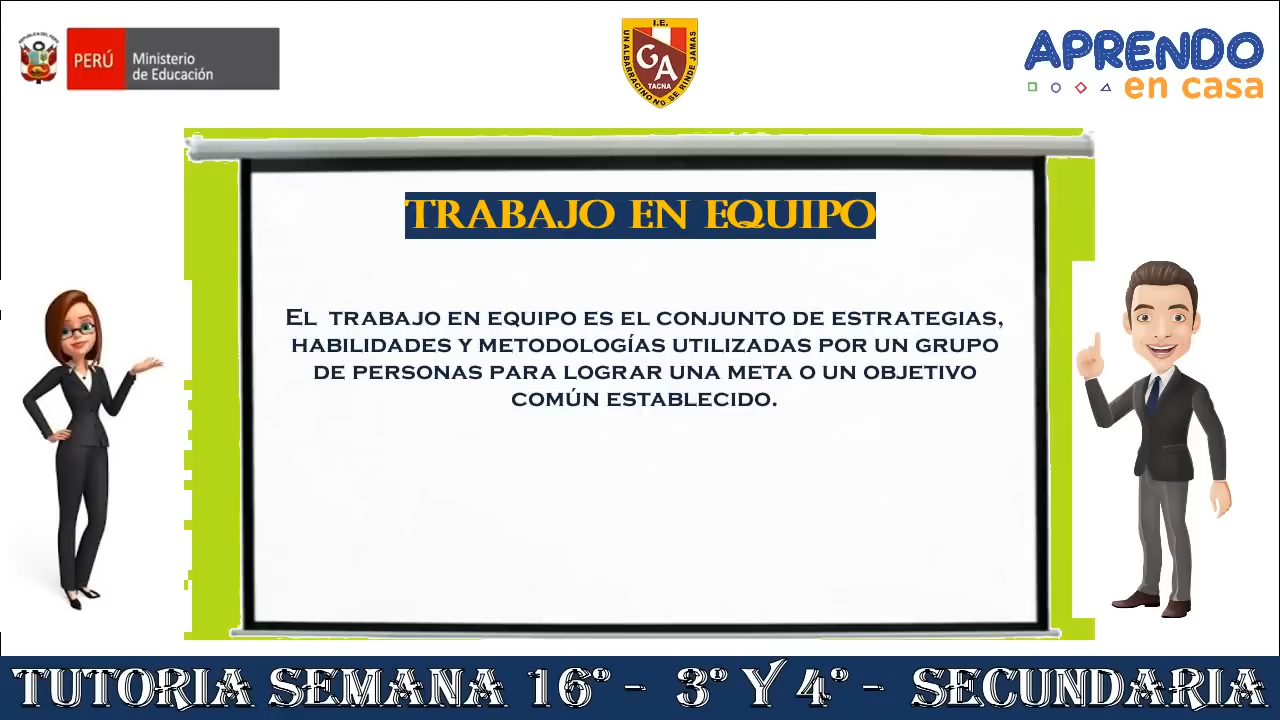 PERÚ
Ministerio
de Educación
I.E.
UN ALBARRACINO NO SE RINDE JAMAS
GA
TACNA
APRENDO
en casa
TRABAJO EN EQUIPO
EL TRABAJO EN EQUIPO ES EL CONJUNTO DE ESTRATEGIAS,
HABILIDADES Y METODOLOGÍAS UTILIZADAS POR UN GRUPO
DE PERSONAS PARA LOGRAR UNA META O UN OBJETIVO
COMÚN ESTABLECIDO.
TUTORIA SEMANA 16° - 3° Y 4° - SECUNDARIA